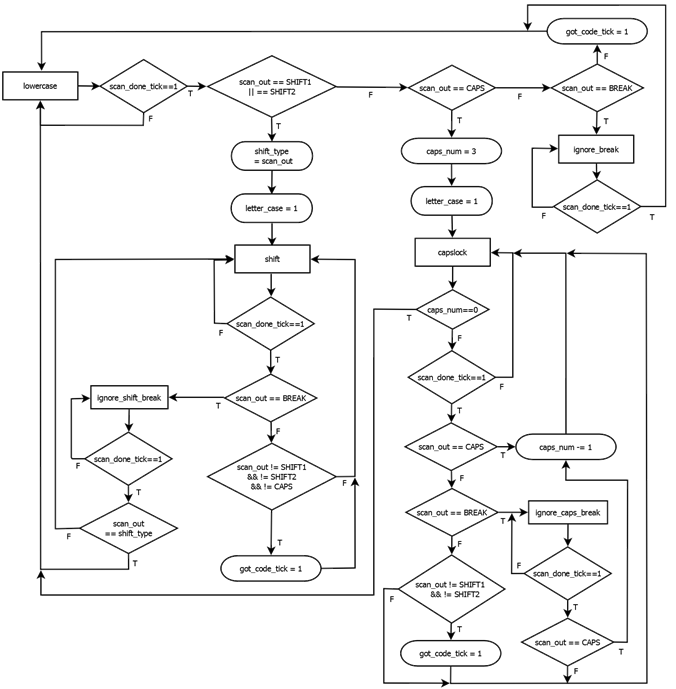 got_code_tick = 1
F
lowercase
scan_done_tick==1
T
F
scan_out == SHIFT1
|| == SHIFT2
F
T
scan_out == CAPS
F
T
scan_out == BREAK
T
shift_type
= scan_out
caps_num = 3
ignore_break
letter_case = 1
letter_case = 1
scan_done_tick==1
F
T
shift
capslock
scan_done_tick==1
F
T
caps_num==0
T
F
scan_done_tick==1
F
T
ignore_shift_break
scan_out == BREAK
T
F
scan_done_tick==1
F
T
scan_out != SHIFT1
&& != SHIFT2
&& != CAPS
F
T
scan_out == CAPS
T
F
caps_num -= 1
scan_out
== shift_type
F
T
scan_out == BREAK
T
F
ignore_caps_break
got_code_tick = 1
scan_out != SHIFT1
&& != SHIFT2
F
T
scan_done_tick==1
F
T
got_code_tick = 1
scan_out == CAPS
T
F